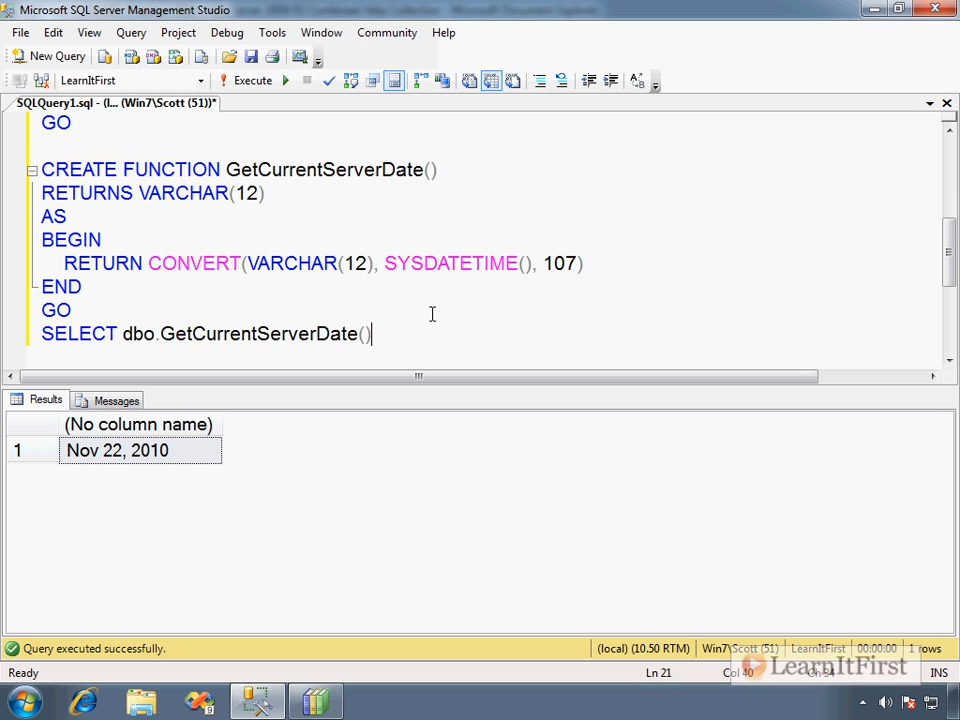 Microsoft SQL Server Management Studio
File Edit View Query Project Debug Tools Window Community Help
New Query
LearnItFirst Execute
SQLQuery1.sql - (l... (Win7\Scott (51))*
GO
CREATE FUNCTION GetCurrentServerDate()
RETURNS VARCHAR(12)
AS
BEGIN
RETURN CONVERT(VARCHAR(12), SYSDATETIME(), 107)
END
GO
SELECT dbo.GetCurrentServerDate()
Results Messages
(No column name)
1 Nov 22, 2010
Query executed successfully. (local) (10.50 RTM) Win7\Scott (51) LearnItFirst 00:00:00 1 rows
Ready Ln 21 Col 40 Ch 34 INS
LearnItFirst